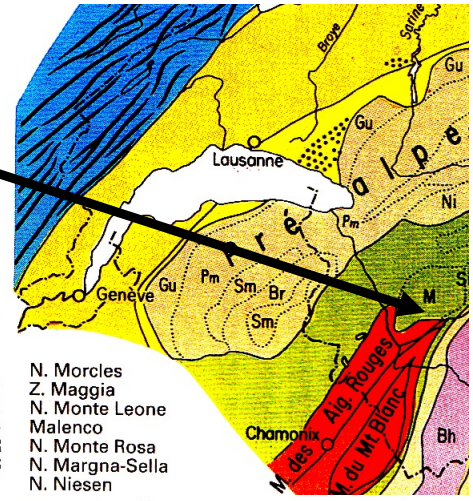 Broye
Sarine
Gu
Gu
Lausanne
Préalpe
Pm
Ni
Gu
Pm
Sm
Br
Sm
Genève
M
S
Aig. Rouges
M. des
M. du Mt Blanc
Chamonix
Bh
N. Morcles
Z. Maggia
N. Monte Leone
Malenco
N. Monte Rosa
N. Margna-Sella
N. Niesen